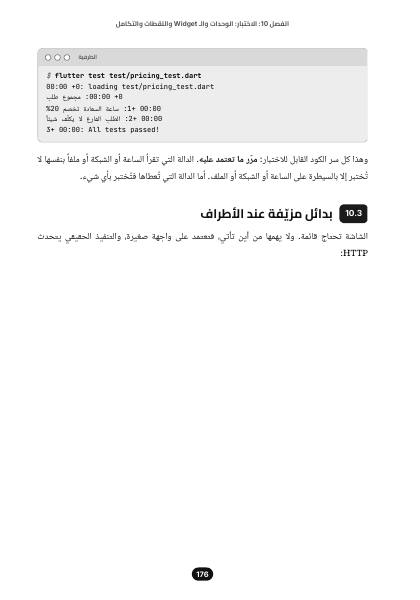 الفصل 10: الاختبار: الوحدات والـ Widget واللقطات والتكامل
الطرفية
$ flutter test test/pricing_test.dart
00:00 +0: loading test/pricing_test.dart
00:00 +0: مجموع طلب
00:00 +1: ساعة السعادة تخصم 20%
00:00 +2: الطلب الفارغ لا يكلّف شيئاً
00:00 +3: All tests passed!
وهذا كل سر الكود القابل للاختبار: مرّر ما تعتمد عليه. الدالة التي تقرأ الساعة أو الشبكة أو ملفاً بنفسها لا
تُختبر إلا بالسيطرة على الساعة أو الشبكة أو الملف. أما الدالة التي تُعطاها فتُختبر بأي شيء.
10.3 بدائل مزيّفة عند الأطراف
الشاشة تحتاج قائمة. ولا يهمها من أين تأتي، فتعتمد على واجهة صغيرة، والتنفيذ الحقيقي يتحدث
HTTP:
176